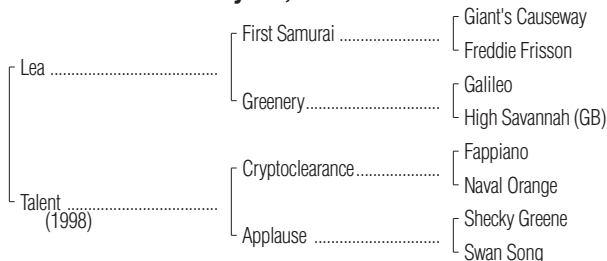 Giant's Causeway
First Samurai
Freddie Frisson
Lea
Galileo
Greenery
High Savannah (GB)
Fappiano
Cryptoclearance
Naval Orange
Talent
(1998)
Shecky Greene
Applause
Swan Song